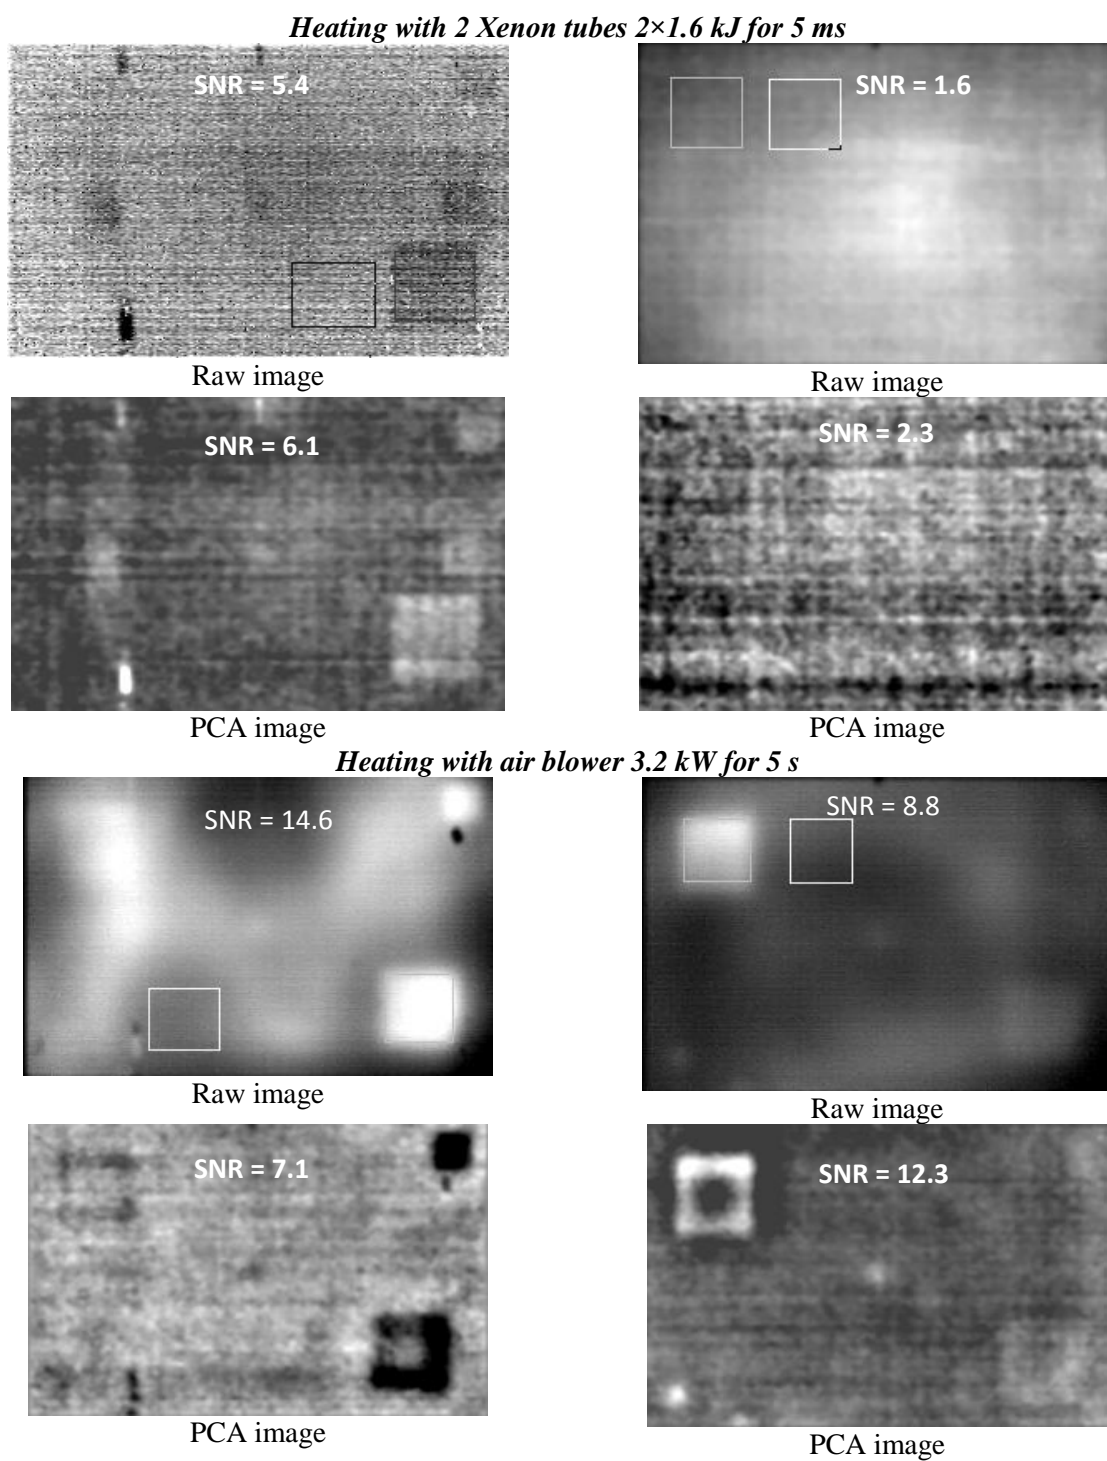 Heating with 2 Xenon tubes 2×1.6 kJ for 5 ms
SNR = 5.4
SNR = 1.6
Raw image
Raw image
SNR = 6.1
SNR = 2.3
PCA image
PCA image
Heating with air blower 3.2 kW for 5 s
SNR = 14.6
SNR = 8.8
Raw image
Raw image
SNR = 7.1
SNR = 12.3
PCA image
PCA image